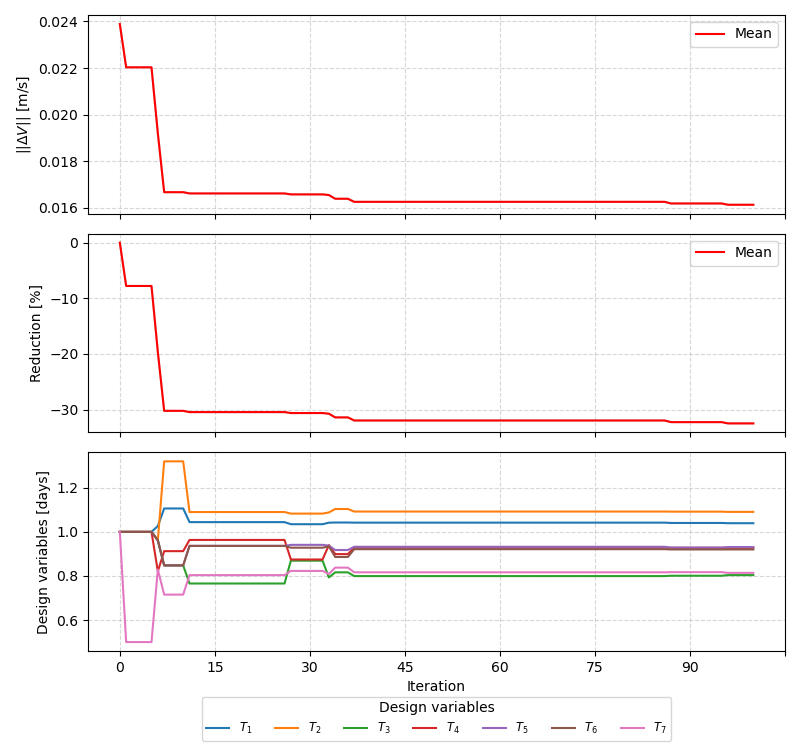 0.024
0.022
0.020
0.018
0.016
||ΔV|| [m/s]
Mean
0
−10
−20
−30
Reduction [%]
Mean
1.2
1.0
0.8
0.6
Design variables [days]
0 15 30 45 60 75 90
Iteration
Design variables
T1 T2 T3 T4 T5 T6 T7